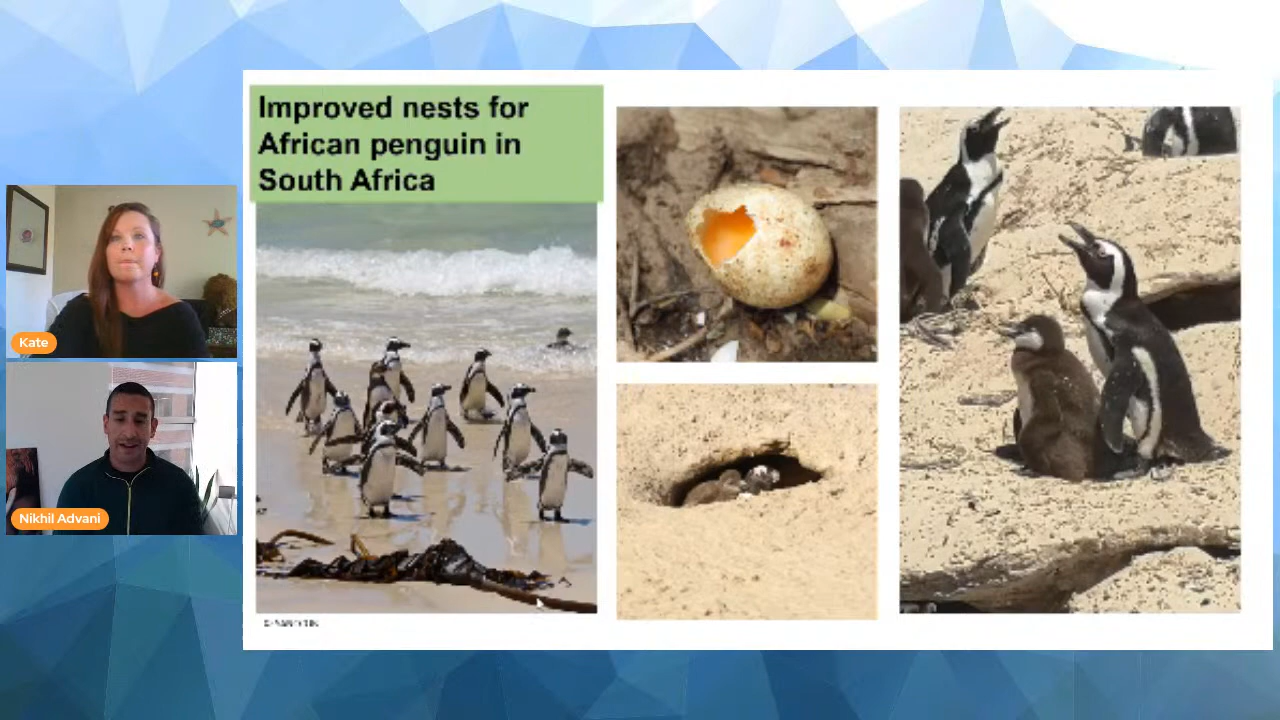 Improved nests for
African penguin in
South Africa
Kate
Nikhil Advani